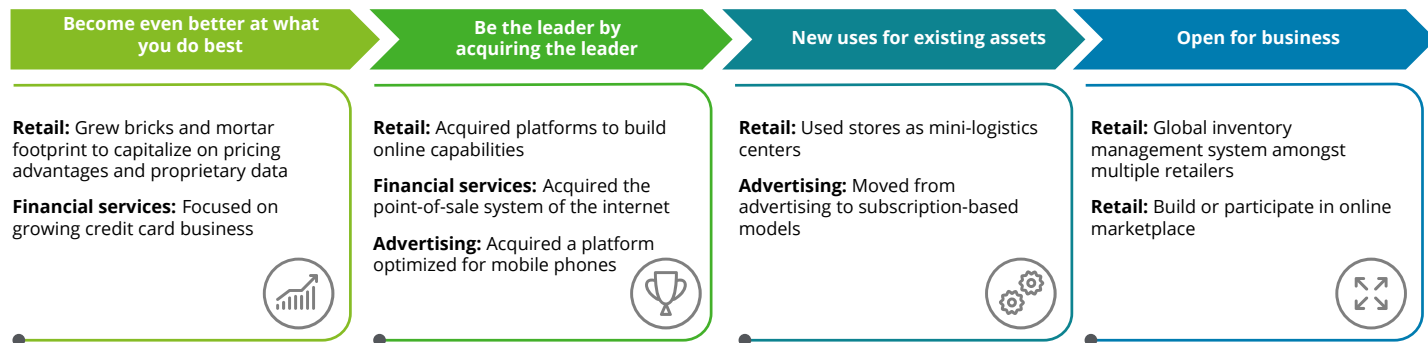 Become even better at what
you do best
Be the leader by
acquiring the leader
New uses for existing assets
Open for business
Retail: Grew bricks and mortar
footprint to capitalize on pricing
advantages and proprietary data
Financial services: Focused on
growing credit card business
Retail: Acquired platforms to build
online capabilities
Financial services: Acquired the
point-of-sale system of the internet
Advertising: Acquired a platform
optimized for mobile phones
Retail: Used stores as mini-logistics
centers
Advertising: Moved from
advertising to subscription-based
models
Retail: Global inventory
management system amongst
multiple retailers
Retail: Build or participate in online
marketplace